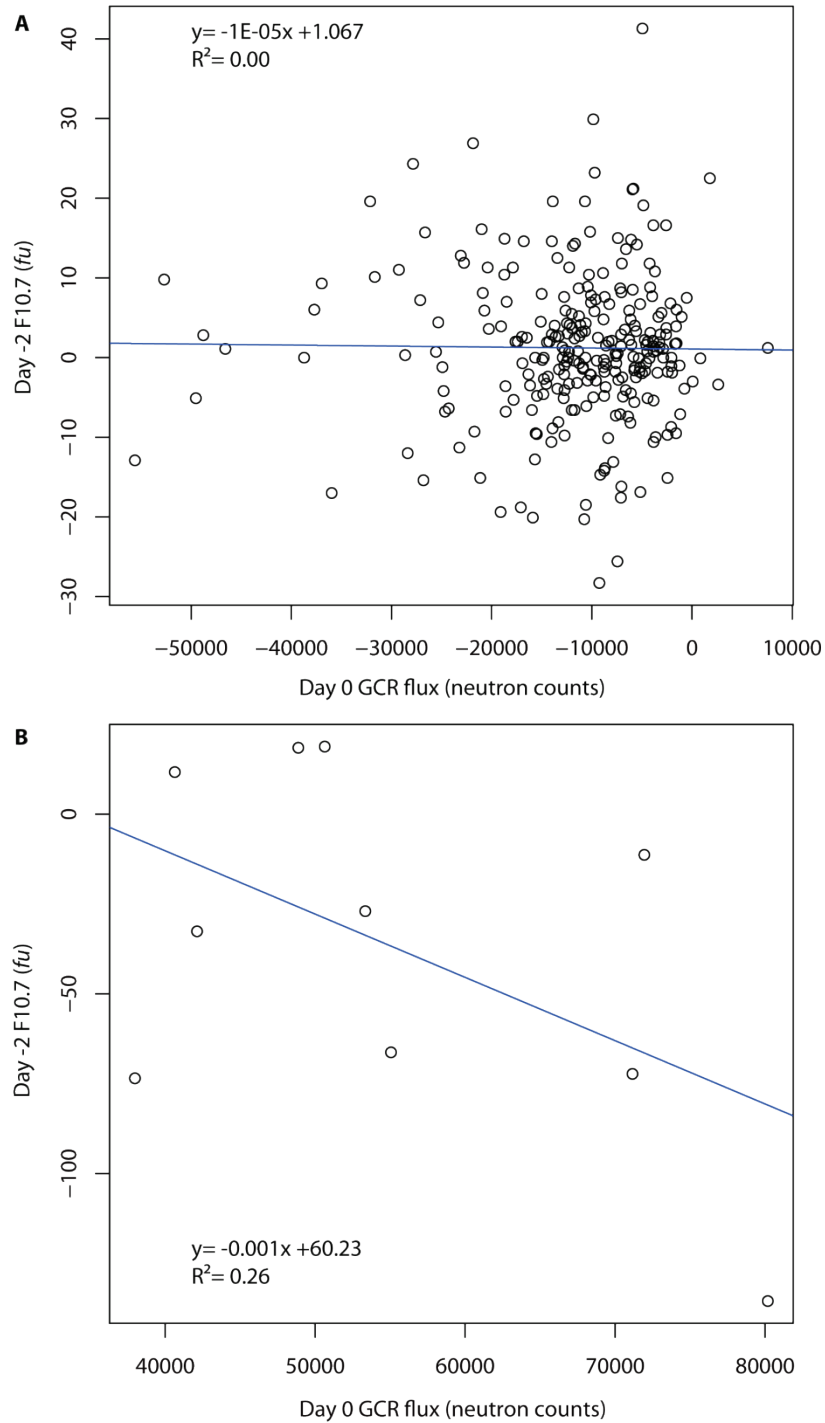 A
y= -1E-05x +1.067
R²= 0.00
40
30
20
10
0
−10
−20
−30
Day -2 F10.7 (fu)
−50000 −40000 −30000 −20000 −10000 0 10000
Day 0 GCR flux (neutron counts)
B
0
−50
−100
Day -2 F10.7 (fu)
y= -0.001x +60.23
R²= 0.26
40000 50000 60000 70000 80000
Day 0 GCR flux (neutron counts)